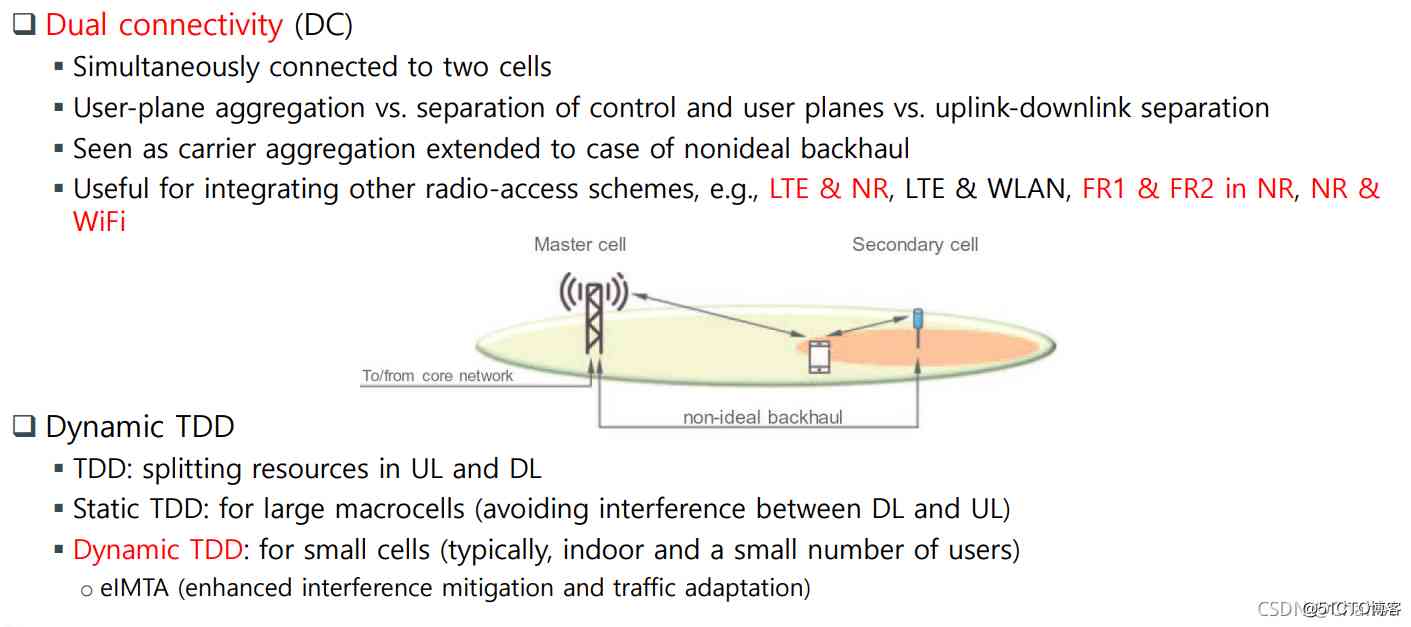 ❑ Dual connectivity (DC)
▪ Simultaneously connected to two cells
▪ User-plane aggregation vs. separation of control and user planes vs. uplink-downlink separation
▪ Seen as carrier aggregation extended to case of nonideal backhaul
▪ Useful for integrating other radio-access schemes, e.g., LTE & NR, LTE & WLAN, FR1 & FR2 in NR, NR &
WiFi
Master cell
Secondary cell
To/from core network
non-ideal backhaul
❑ Dynamic TDD
▪ TDD: splitting resources in UL and DL
▪ Static TDD: for large macrocells (avoiding interference between DL and UL)
▪ Dynamic TDD: for small cells (typically, indoor and a small number of users)
○ eIMTA (enhanced interference mitigation and traffic adaptation)
CSDN @51CTO博客